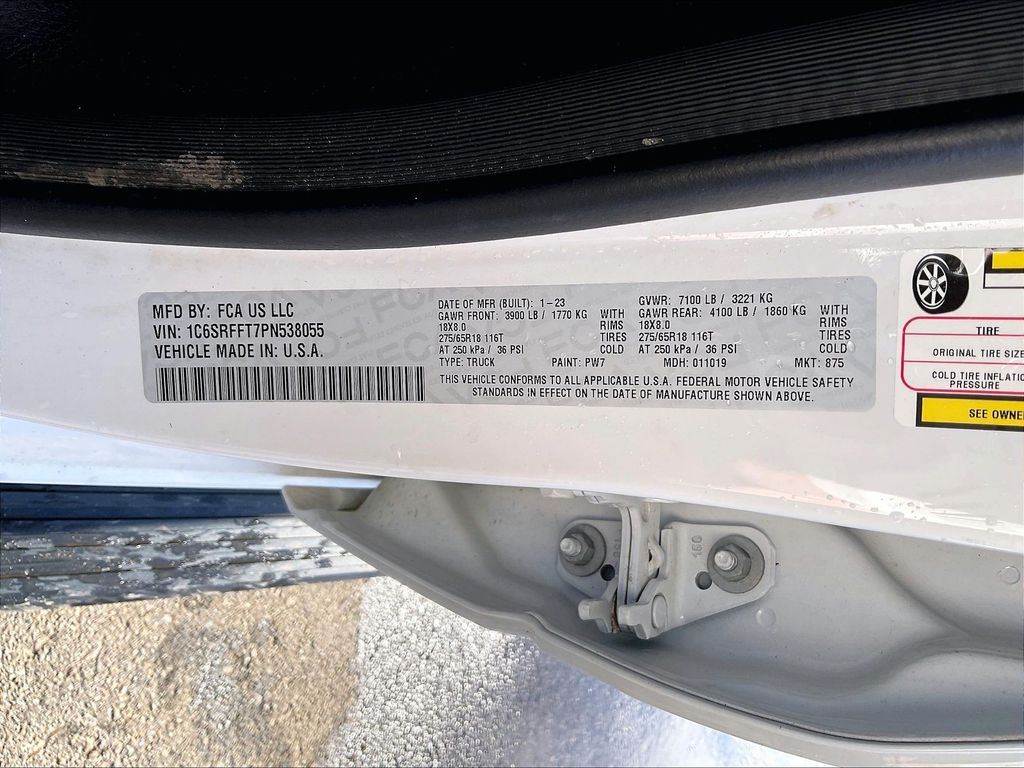 MFD BY: FCA US LLC
VIN: 1C6SRFFT7PN538055
VEHICLE MADE IN: U.S.A.
DATE OF MFR (BUILT): 1-23
GAWR FRONT: 3900 LB / 1770 KG WITH
18X8.0 RIMS
275/65R18 116T TIRES
AT 250 kPa / 36 PSI COLD
TYPE: TRUCK PAINT: PW7
GVWR: 7100 LB / 3221 KG
GAWR REAR: 4100 LB / 1860 KG WITH
18X8.0 RIMS
275/65R18 116T TIRES
AT 250 kPa / 36 PSI COLD
MDH: 011019 MKT: 875
THIS VEHICLE CONFORMS TO ALL APPLICABLE U.S.A. FEDERAL MOTOR VEHICLE SAFETY
STANDARDS IN EFFECT ON THE DATE OF MANUFACTURE SHOWN ABOVE.
TIRE
ORIGINAL TIRE SIZE
COLD TIRE INFLATIO
PRESSURE
SEE OWNE